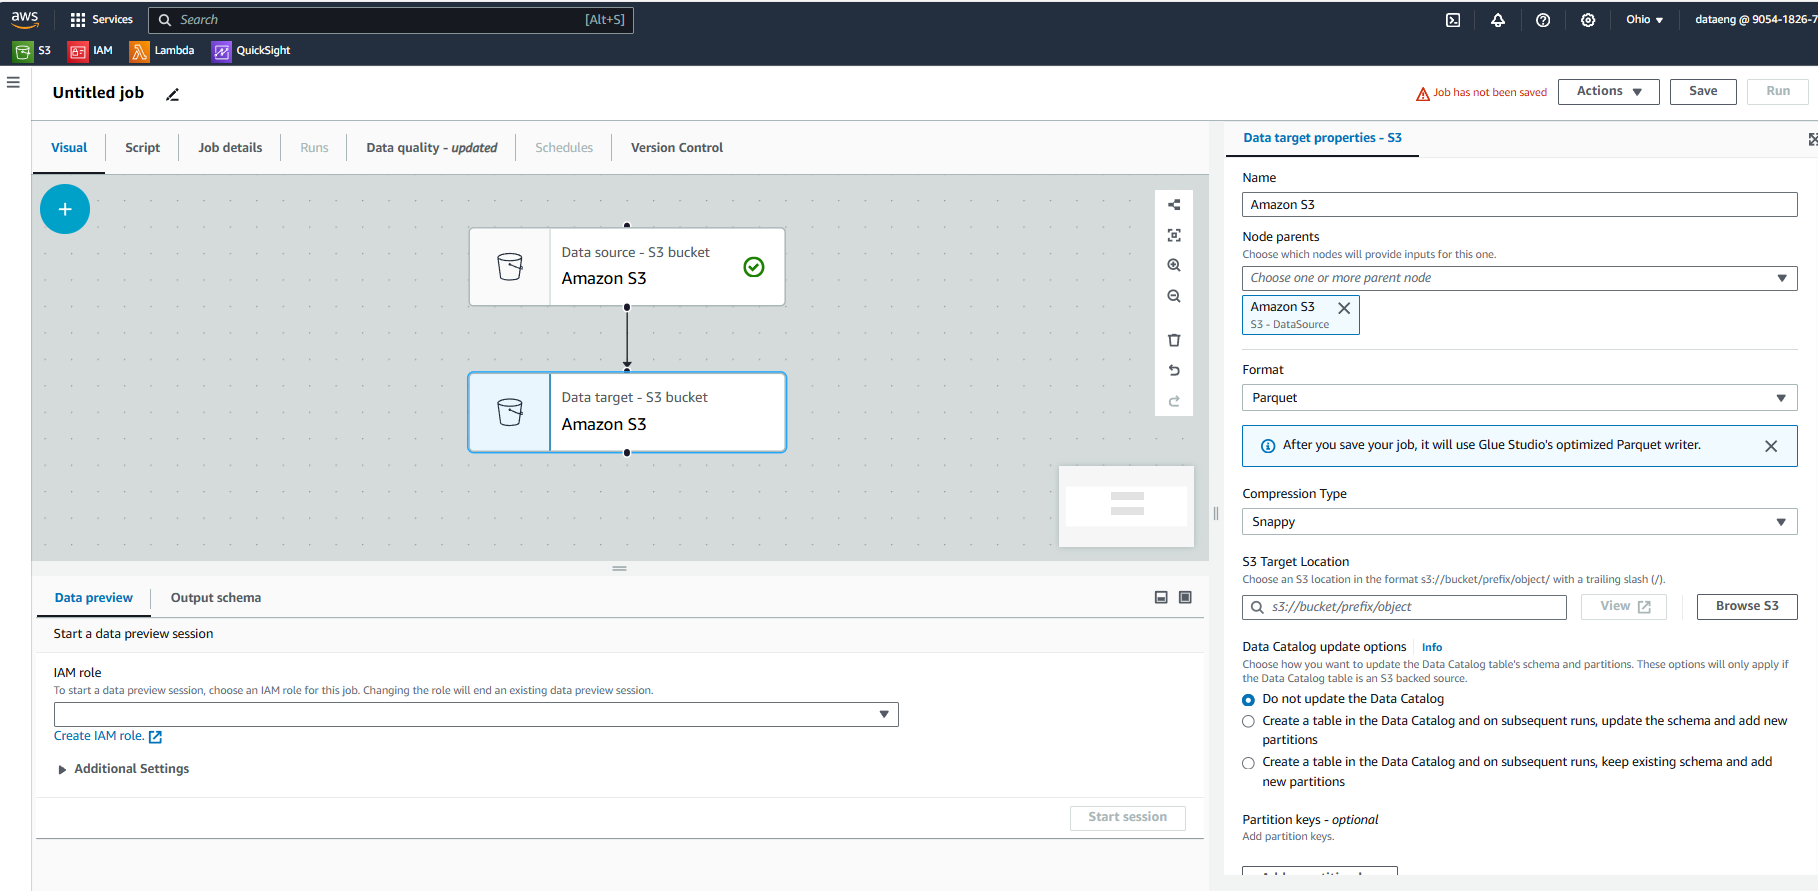 aws
Services
Search
[Alt+S]
Ohio
dataeng @ 9054-1826-7
S3
IAM
Lambda
QuickSight
Untitled job
Job has not been saved
Actions
Save
Run
Visual
Script
Job details
Runs
Data quality - updated
Schedules
Version Control
Data source - S3 bucket
Amazon S3
Data target - S3 bucket
Amazon S3
Data preview
Output schema
Start a data preview session
IAM role
To start a data preview session, choose an IAM role for this job. Changing the role will end an existing data preview session.
Create IAM role.
Additional Settings
Start session
Data target properties - S3
Name
Amazon S3
Node parents
Choose which nodes will provide inputs for this one.
Choose one or more parent node
Amazon S3
S3 - DataSource
Format
Parquet
After you save your job, it will use Glue Studio's optimized Parquet writer.
Compression Type
Snappy
S3 Target Location
Choose an S3 location in the format s3://bucket/prefix/object/ with a trailing slash (/).
s3://bucket/prefix/object
View
Browse S3
Data Catalog update options
Info
Choose how you want to update the Data Catalog table's schema and partitions. These options will only apply if
the Data Catalog table is an S3 backed source.
Do not update the Data Catalog
Create a table in the Data Catalog and on subsequent runs, update the schema and add new
partitions
Create a table in the Data Catalog and on subsequent runs, keep existing schema and add
new partitions
Partition keys - optional
Add partition keys.